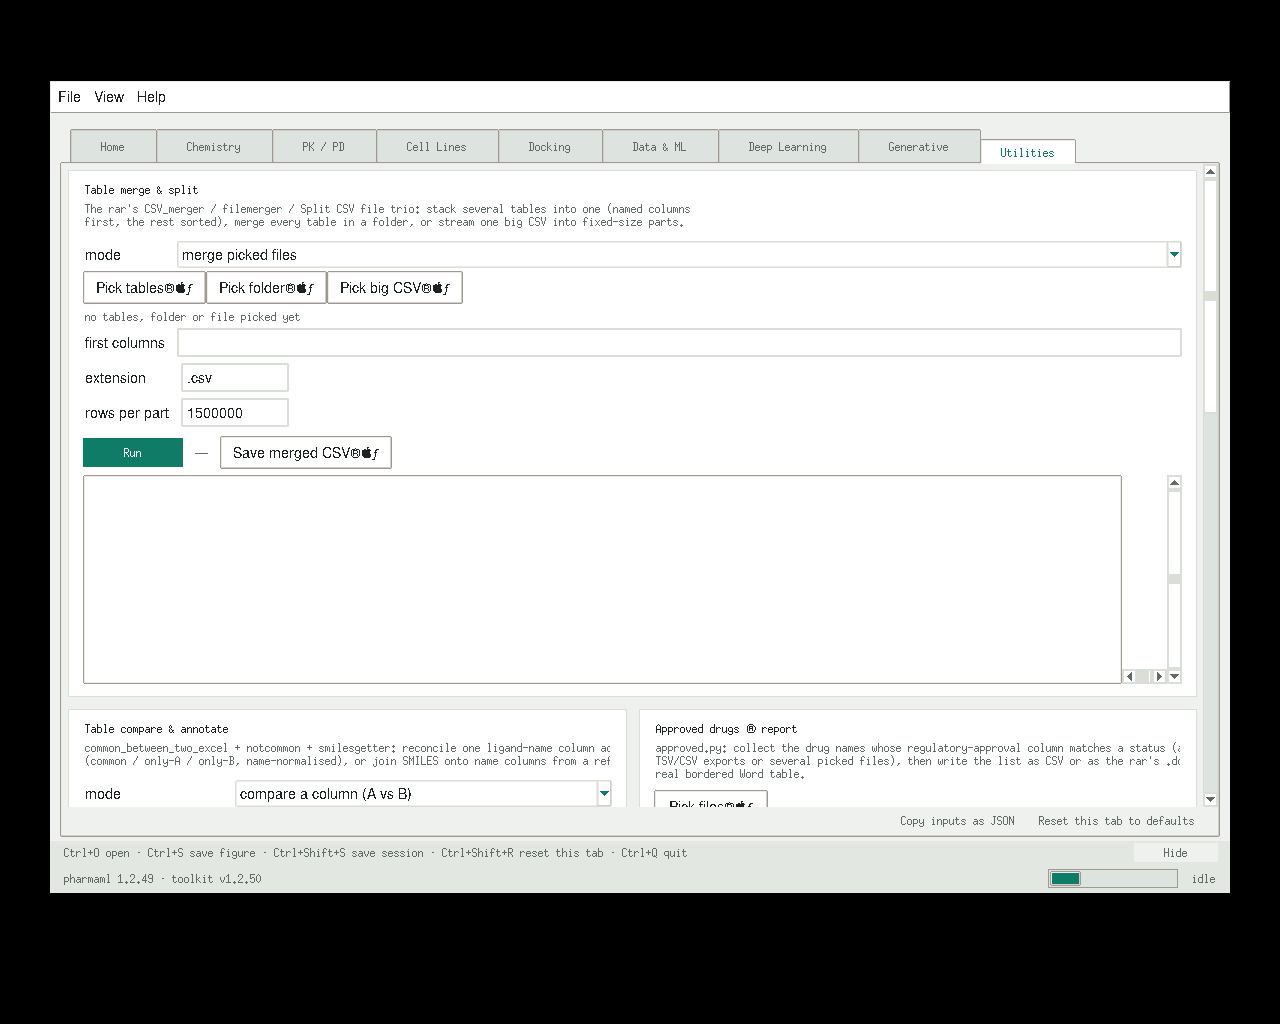 File View Help
Home Chemistry PK / PD Cell Lines Docking Data & ML Deep Learning Generative Utilities
Table merge & split
The rar's CSV_merger / filemerger / Split CSV file trio: stack several tables into one (named columns
first, the rest sorted), merge every table in a folder, or stream one big CSV into fixed-size parts.
mode merge picked files
Pick tables®ƒ Pick folder®ƒ Pick big CSV®ƒ
no tables, folder or file picked yet
first columns
extension .csv
rows per part 1500000
Run — Save merged CSV®ƒ
Table compare & annotate
common_between_two_excel + notcommon + smilesgetter: reconcile one ligand-name column
(common / only-A / only-B, name-normalised), or join SMILES onto name columns from a
mode compare a column (A vs B)
Approved drugs ® report
approved.py: collect the drug names whose regulatory-approval column matches a status
TSV/CSV exports or several picked files), then write the list as CSV or as the rar's
real bordered Word table.
Pick files®ƒ
Copy inputs as JSON Reset this tab to defaults
Ctrl+O open · Ctrl+S save figure · Ctrl+Shift+S save session · Ctrl+Shift+R reset this tab · Ctrl+Q quit Hide
pharmaml 1.2.49 · toolkit v1.2.50 idle